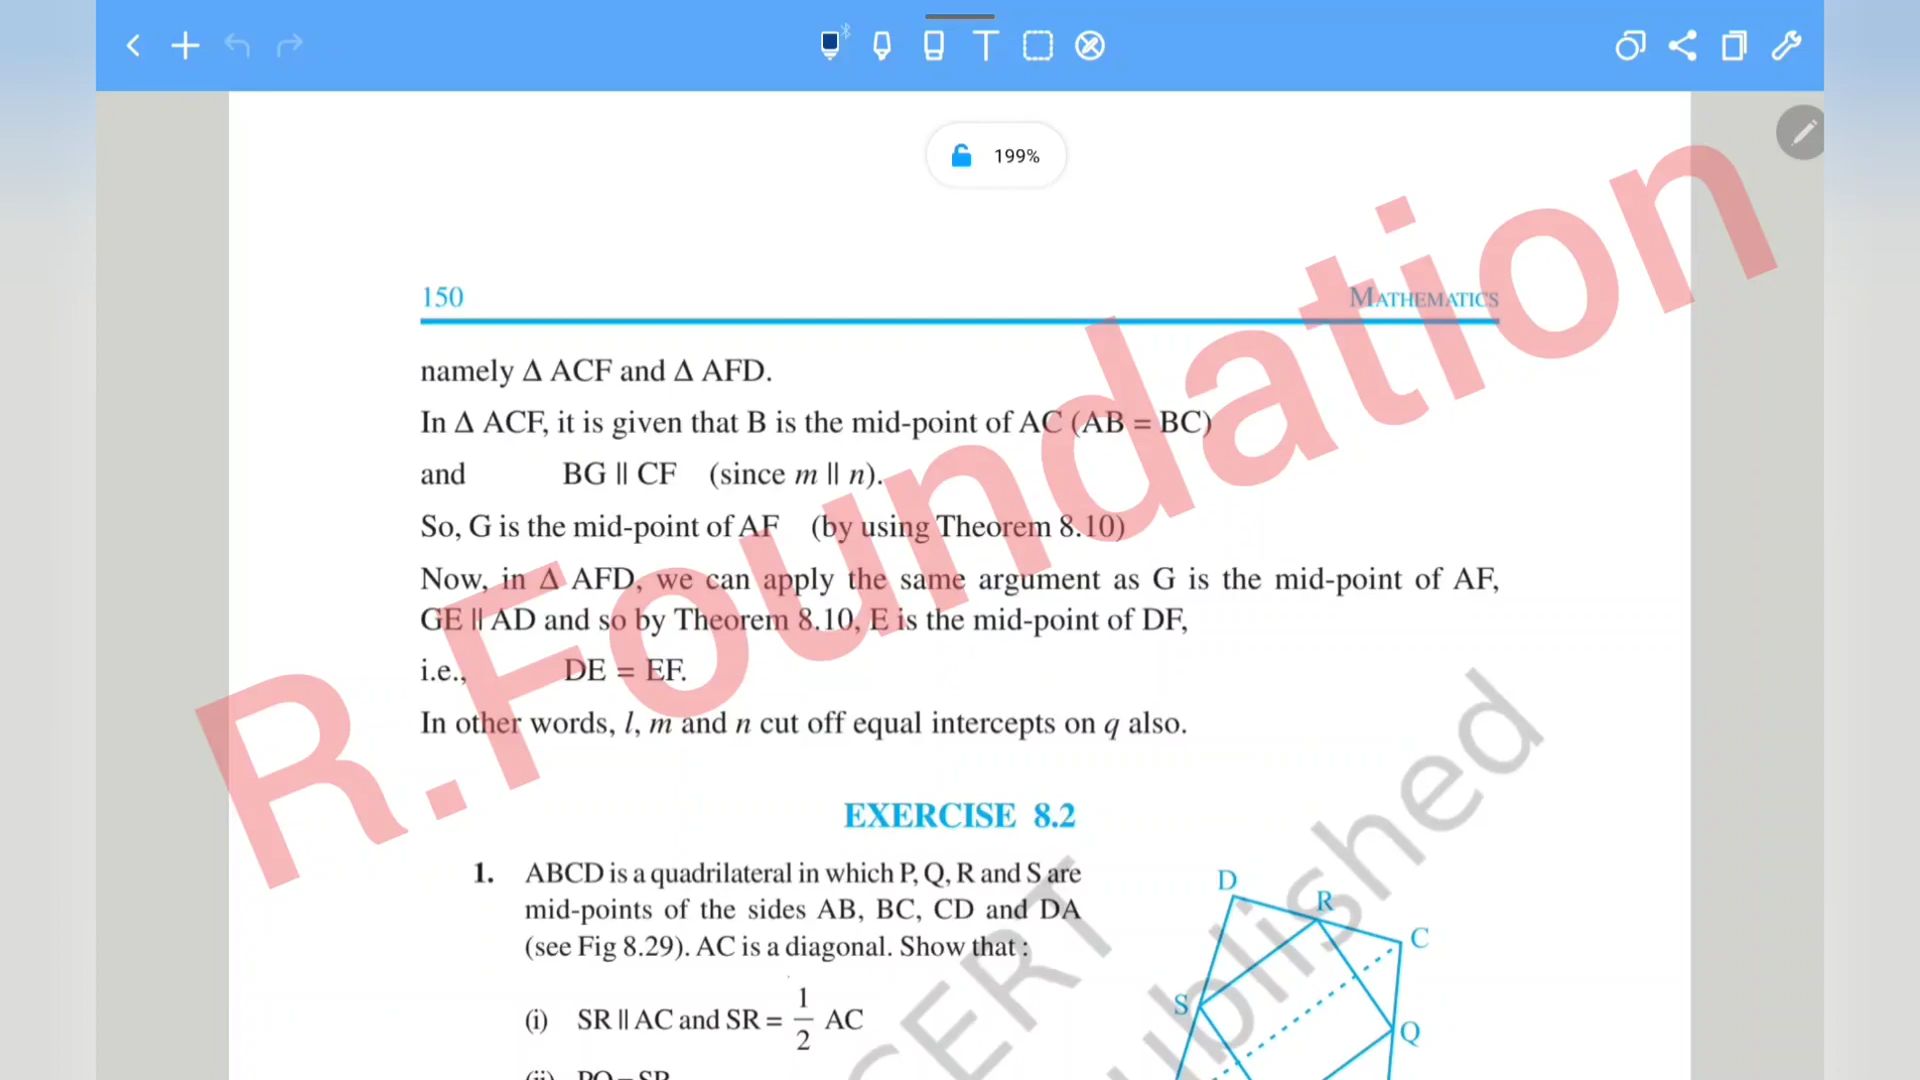 199%
150 MATHEMATICS
namely Δ ACF and Δ AFD.
In Δ ACF, it is given that B is the mid-point of AC (AB = BC)
and BG || CF (since m || n).
So, G is the mid-point of AF (by using Theorem 8.10)
Now, in Δ AFD, we can apply the same argument as G is the mid-point of AF,
GE || AD and so by Theorem 8.10, E is the mid-point of DF,
i.e., DE = EF.
In other words, l, m and n cut off equal intercepts on q also.
R.Foundation
EXERCISE 8.2
1. ABCD is a quadrilateral in which P, Q, R and S are
mid-points of the sides AB, BC, CD and DA
(see Fig 8.29). AC is a diagonal. Show that :
(i) SR || AC and SR = 1/2 AC
(ii) PQ = SR
D
R
C
S
Q